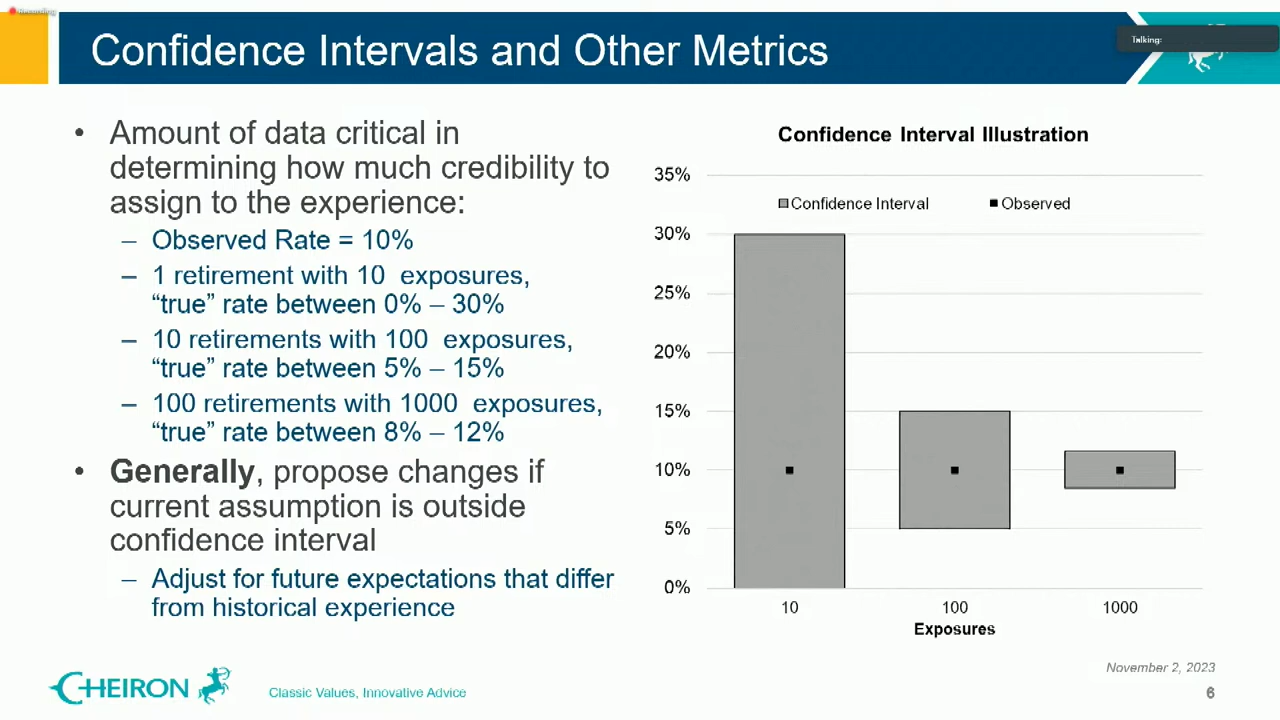 Recording
Talking:
Confidence Intervals and Other Metrics
• Amount of data critical in
determining how much credibility to
assign to the experience:
– Observed Rate = 10%
– 1 retirement with 10 exposures,
“true” rate between 0% – 30%
– 10 retirements with 100 exposures,
“true” rate between 5% – 15%
– 100 retirements with 1000 exposures,
“true” rate between 8% – 12%
• Generally, propose changes if
current assumption is outside
confidence interval
– Adjust for future expectations that differ
from historical experience
Confidence Interval Illustration
Confidence Interval Observed
35%
30%
25%
20%
15%
10%
5%
0%
10 100 1000
Exposures
November 2, 2023
CHEIRON Classic Values, Innovative Advice
6